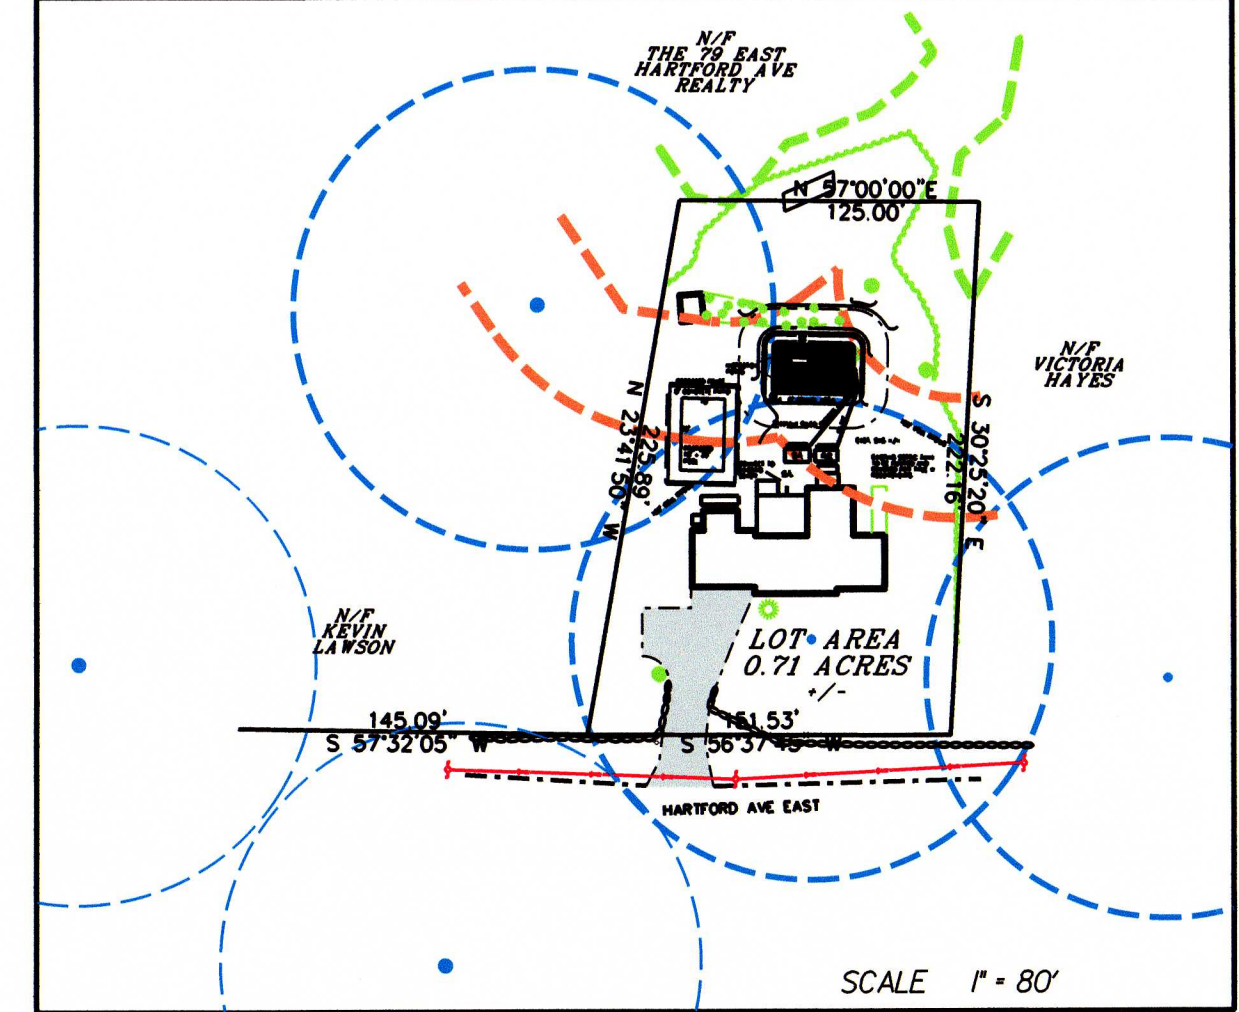 N/F
THE 79 EAST
HARTFORD AVE
REALTY
N 57°00'00"E
125.00'
N/F
VICTORIA
HAYES
N 23°41'50" W
225.89'
S 30°25'20" E
222.16'
N/F
KEVIN
LAWSON
LOT AREA
0.71 ACRES
+/-
145.09'
S 57°32'05" W
151.53'
S 56°37'45" W
HARTFORD AVE EAST
SCALE 1" = 80'